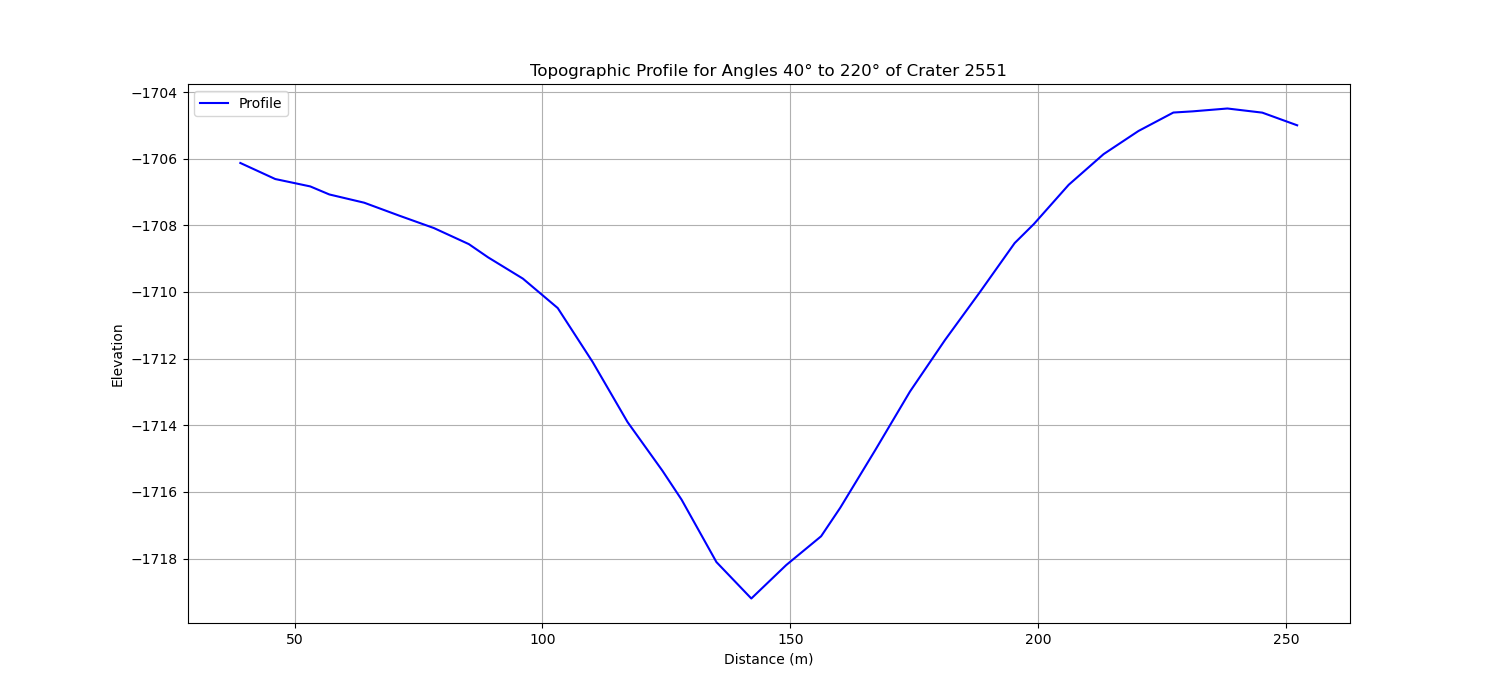 Topographic Profile for Angles 40° to 220° of Crater 2551
Profile
Elevation
−1704
−1706
−1708
−1710
−1712
−1714
−1716
−1718
50 100 150 200 250
Distance (m)